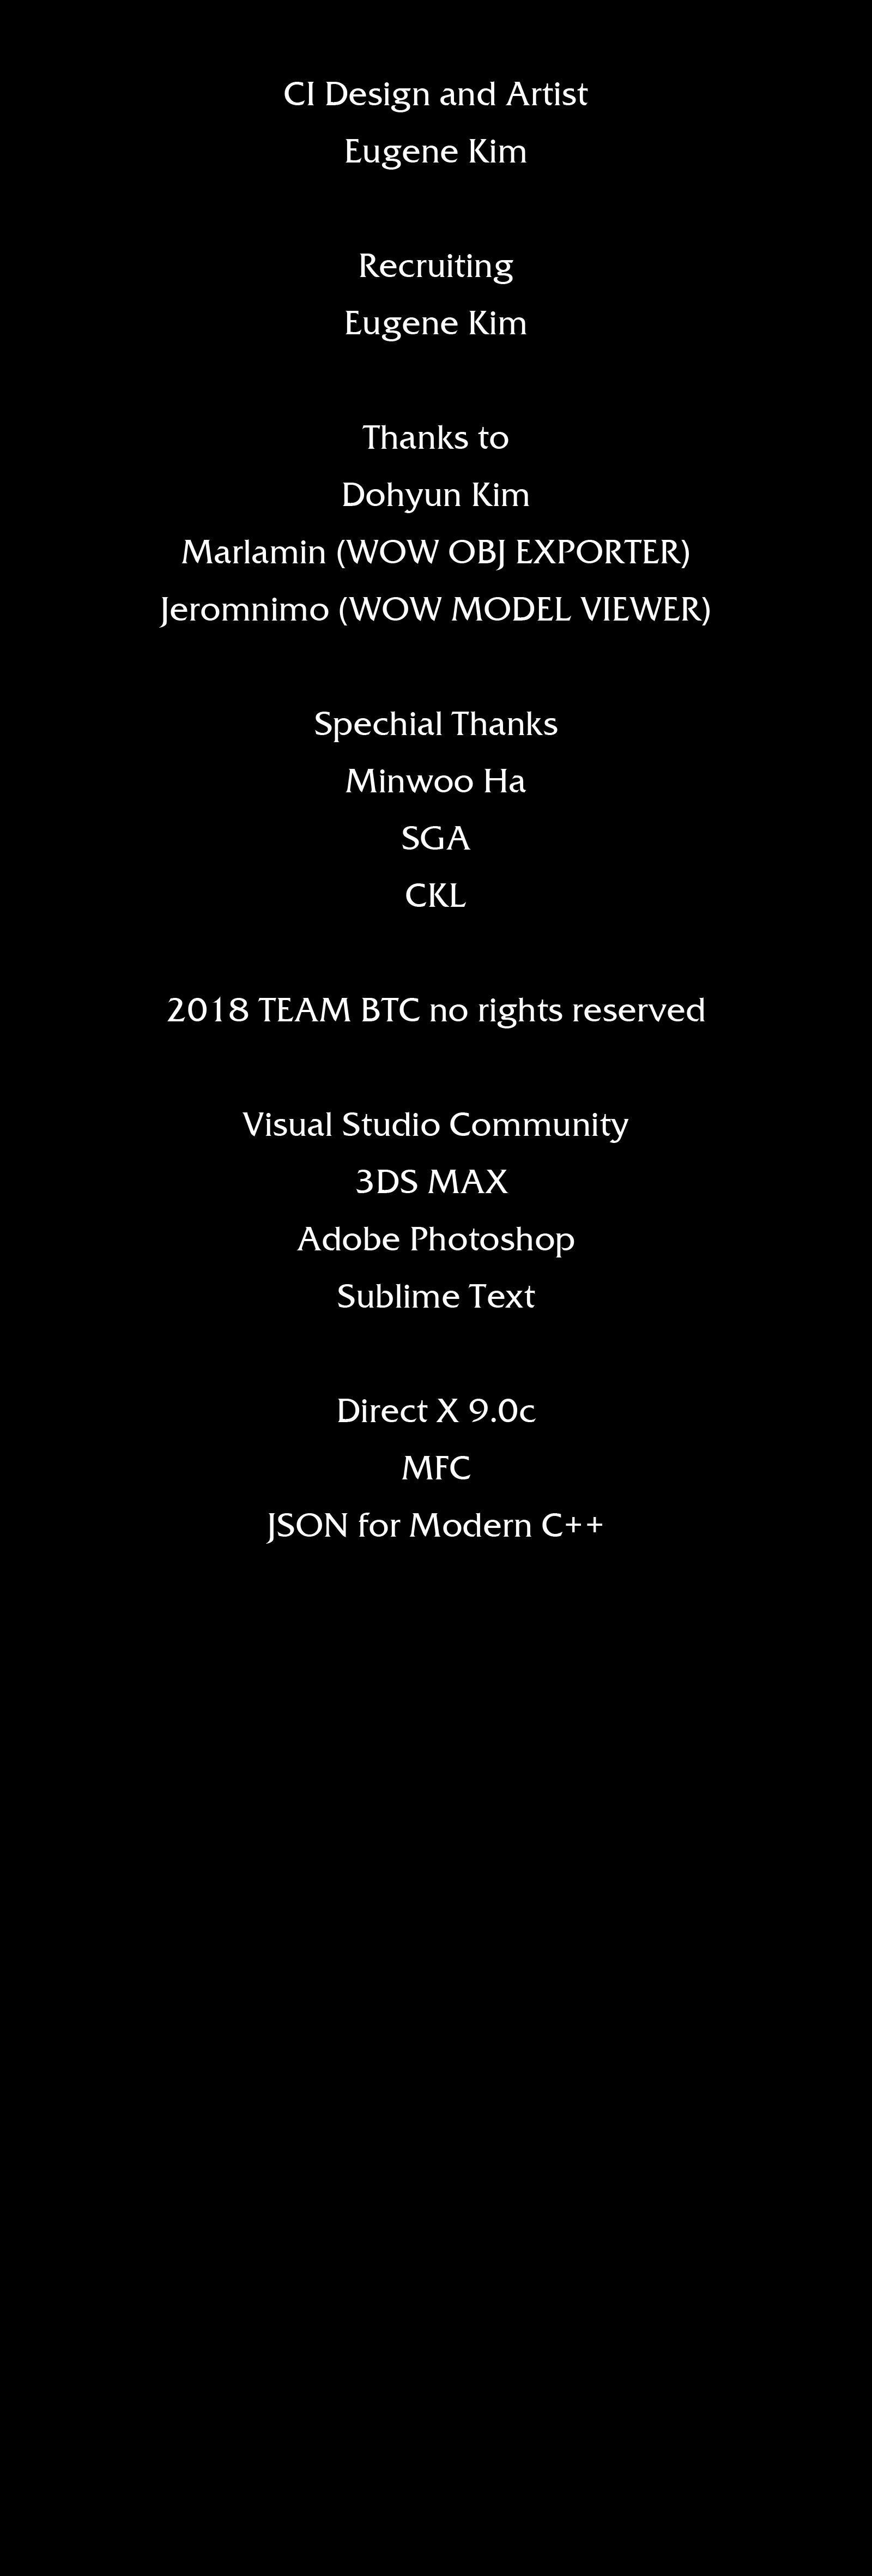 CI Design and Artist
Eugene Kim
Recruiting
Eugene Kim
Thanks to
Dohyun Kim
Marlamin (WOW OBJ EXPORTER)
Jeromnimo (WOW MODEL VIEWER)
Spechial Thanks
Minwoo Ha
SGA
CKL
2018 TEAM BTC no rights reserved
Visual Studio Community
3DS MAX
Adobe Photoshop
Sublime Text
Direct X 9.0c
MFC
JSON for Modern C++